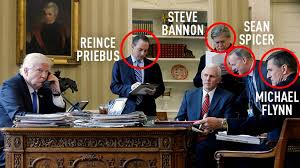 STEVE
BANNON
SEAN
SPICER
REINCE
PRIEBUS
MICHAEL
FLYNN